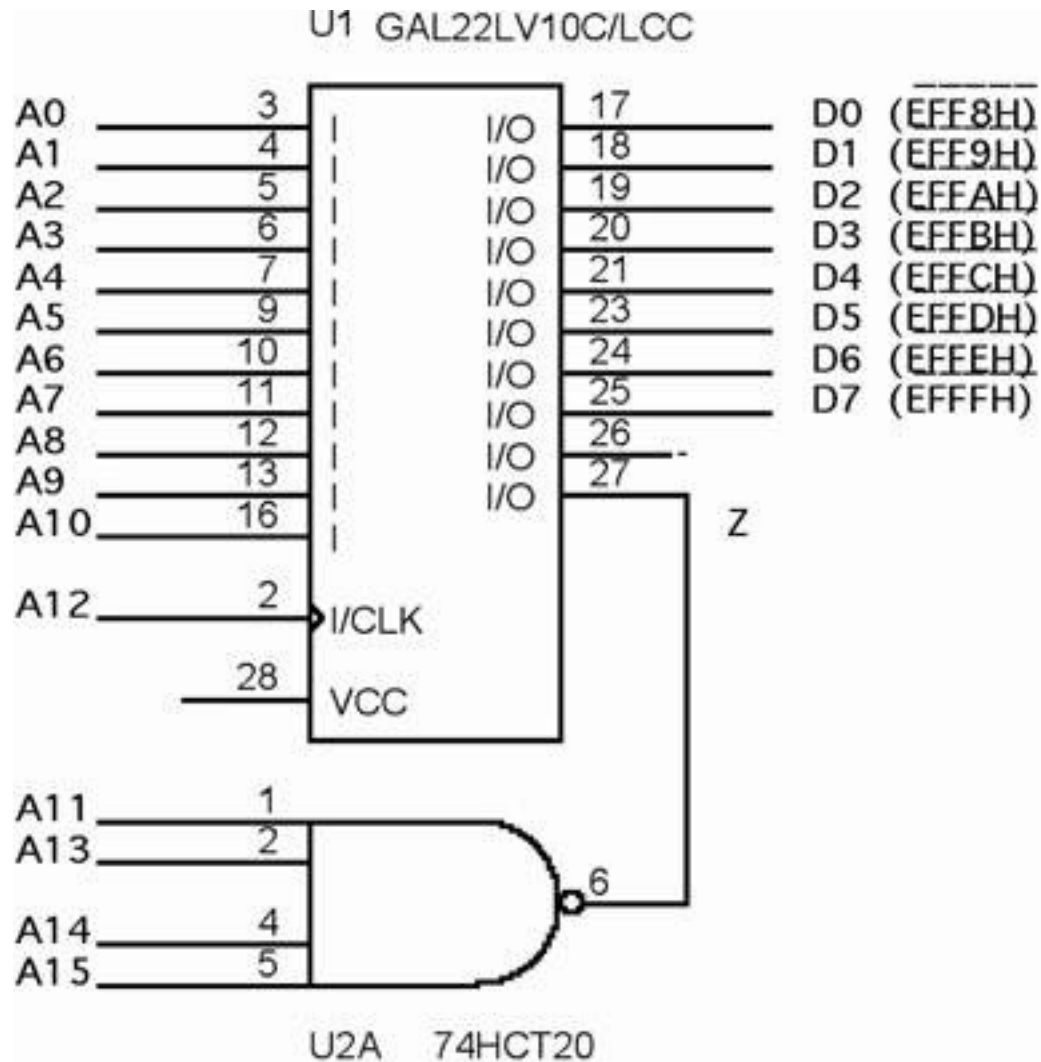 U1 GAL22LV10C/LCC
A0 3 I I/O 17 D0 (EFF8H)
A1 4 I I/O 18 D1 (EFF9H)
A2 5 I I/O 19 D2 (EFFAH)
A3 6 I I/O 20 D3 (EFFBH)
A4 7 I I/O 21 D4 (EFFCH)
A5 9 I I/O 23 D5 (EFFDH)
A6 10 I I/O 24 D6 (EFFEH)
A7 11 I I/O 25 D7 (EFFFH)
A8 12 I I/O 26
A9 13 I I/O 27
A10 16 I Z
A12 2 I/CLK
28 VCC
A11 1
A13 2
6
A14 4
A15 5
U2A 74HCT20